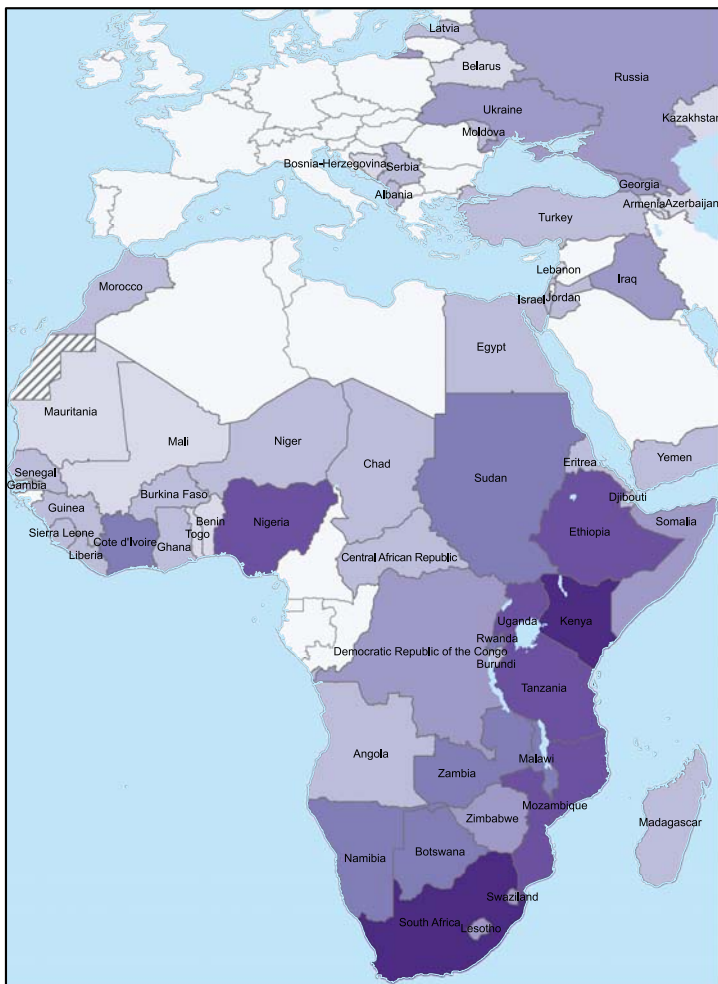 Latvia
Belarus
Russia
Ukraine
Kazakhstan
Moldova
Bosnia-Herzegovina
Serbia
Albania
Georgia
Armenia
Azerbaijan
Turkey
Lebanon
Iraq
Israel
Jordan
Morocco
Egypt
Mauritania
Mali
Niger
Chad
Sudan
Eritrea
Yemen
Senegal
Gambia
Burkina Faso
Djibouti
Guinea
Benin
Nigeria
Ethiopia
Somalia
Sierra Leone
Cote d'Ivoire
Togo
Ghana
Liberia
Central African Republic
Uganda
Kenya
Rwanda
Democratic Republic of the Congo
Burundi
Tanzania
Angola
Malawi
Zambia
Mozambique
Zimbabwe
Madagascar
Namibia
Botswana
Swaziland
South Africa
Lesotho